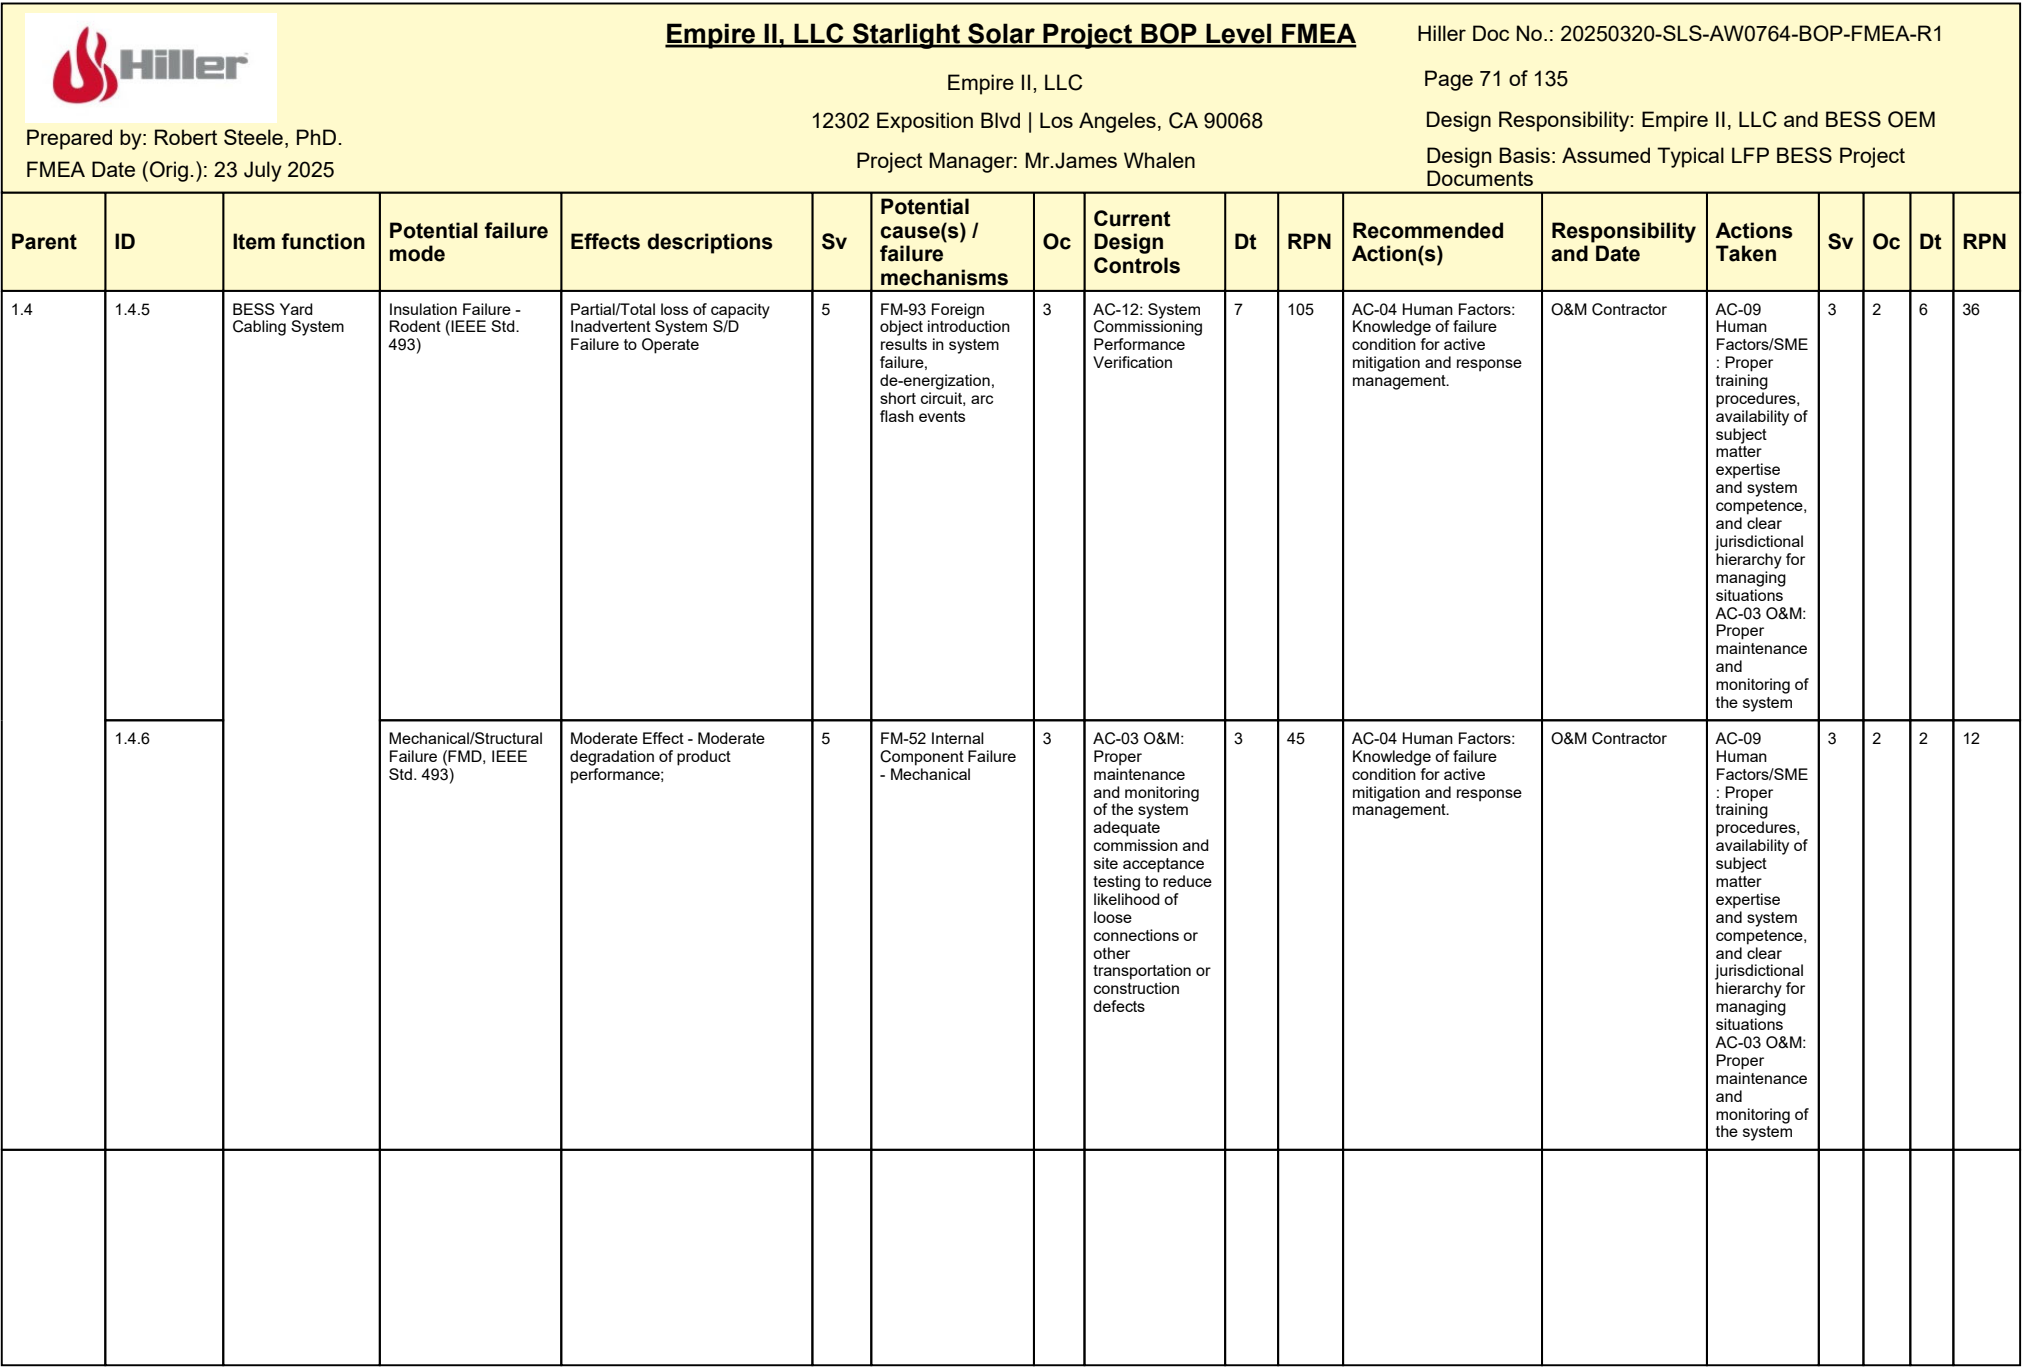 Hiller
Prepared by: Robert Steele, PhD.
FMEA Date (Orig.): 23 July 2025
Empire II, LLC Starlight Solar Project BOP Level FMEA
Empire II, LLC
12302 Exposition Blvd | Los Angeles, CA 90068
Project Manager: Mr.James Whalen
Hiller Doc No.: 20250320-SLS-AW0764-BOP-FMEA-R1
Page 71 of 135
Design Responsibility: Empire II, LLC and BESS OEM
Design Basis: Assumed Typical LFP BESS Project
Documents
Parent
ID
Item function
Potential failure
mode
Effects descriptions
Sv
Potential
cause(s) /
failure
mechanisms
Oc
Current
Design
Controls
Dt
RPN
Recommended
Action(s)
Responsibility
and Date
Actions
Taken
Sv
Oc
Dt
RPN
1.4
1.4.5
BESS Yard
Cabling System
Insulation Failure -
Rodent (IEEE Std.
493)
Partial/Total loss of capacity
Inadvertent System S/D
Failure to Operate
5
FM-93 Foreign
object introduction
results in system
failure,
de-energization,
short circuit, arc
flash events
3
AC-12: System
Commissioning
Performance
Verification
7
105
AC-04 Human Factors:
Knowledge of failure
condition for active
mitigation and response
management.
O&M Contractor
AC-09
Human
Factors/SME
: Proper
training
procedures,
availability of
subject
matter
expertise
and system
competence,
and clear
jurisdictional
hierarchy for
managing
situations
AC-03 O&M:
Proper
maintenance
and
monitoring of
the system
3
2
6
36
1.4.6
Mechanical/Structural
Failure (FMD, IEEE
Std. 493)
Moderate Effect - Moderate
degradation of product
performance;
5
FM-52 Internal
Component Failure
- Mechanical
3
AC-03 O&M:
Proper
maintenance
and monitoring
of the system
adequate
commission and
site acceptance
testing to reduce
likelihood of
loose
connections or
other
transportation or
construction
defects
3
45
AC-04 Human Factors:
Knowledge of failure
condition for active
mitigation and response
management.
O&M Contractor
AC-09
Human
Factors/SME
: Proper
training
procedures,
availability of
subject
matter
expertise
and system
competence,
and clear
jurisdictional
hierarchy for
managing
situations
AC-03 O&M:
Proper
maintenance
and
monitoring of
the system
3
2
2
12